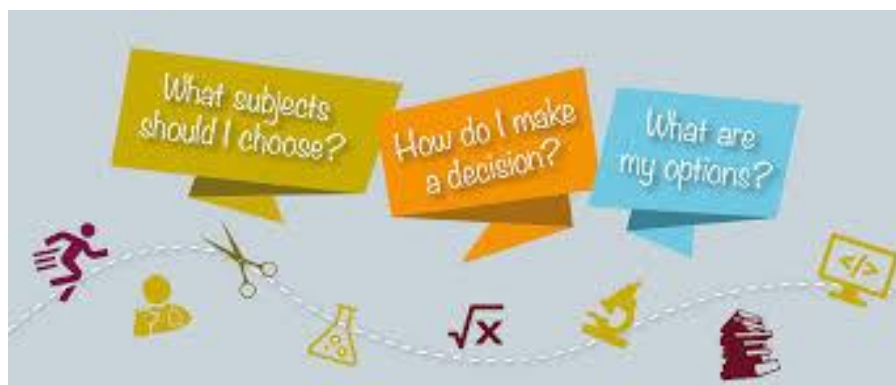 What subjects
should I choose?
How do I make
a decision?
What are
my options?
√x
</>